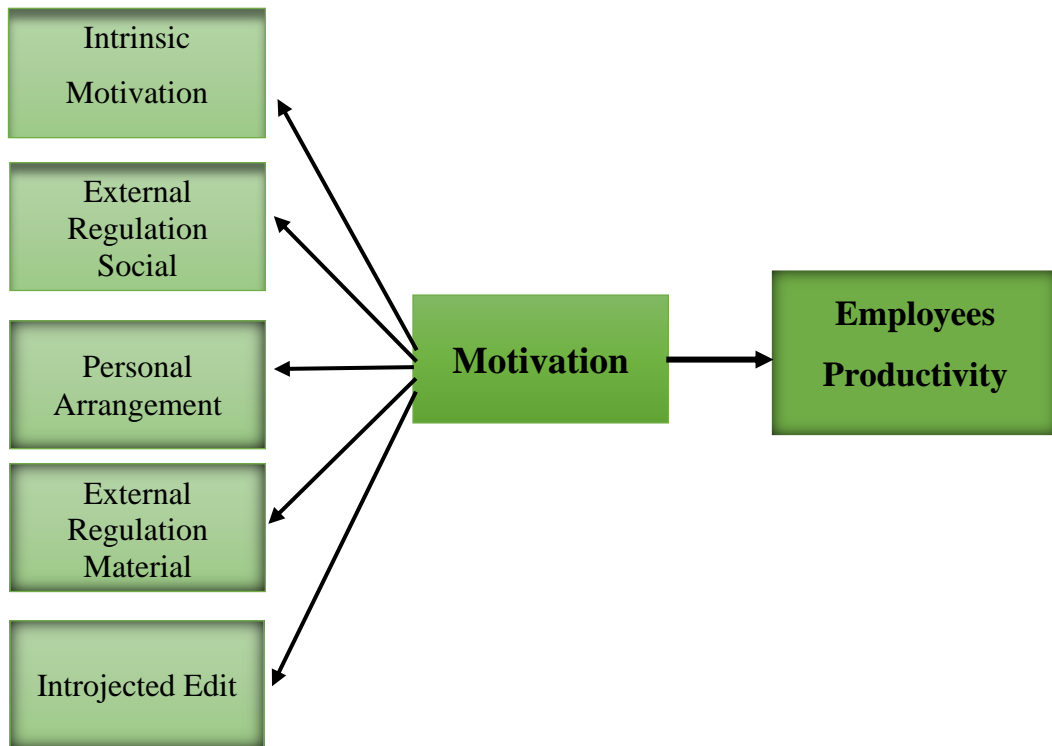 Intrinsic
Motivation
External
Regulation
Social
Personal
Arrangement
External
Regulation
Material
Introjected Edit
Motivation
Employees
Productivity